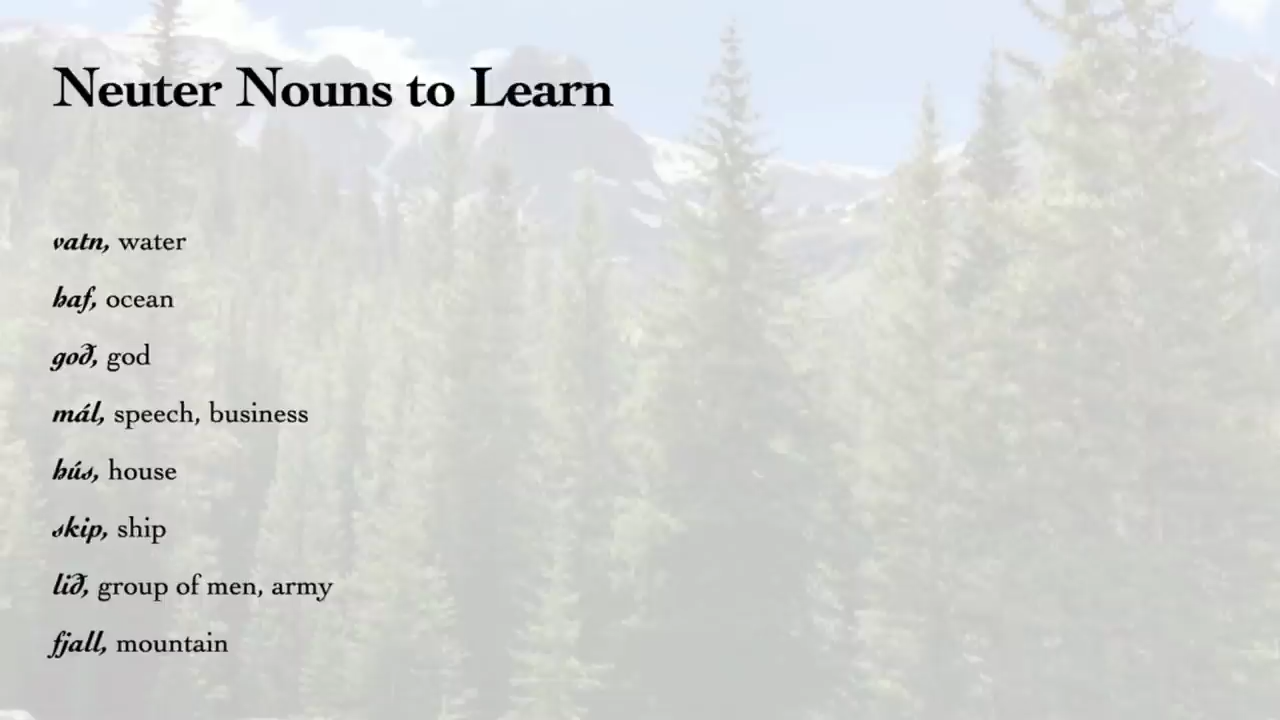 Neuter Nouns to Learn
vatn, water
haf, ocean
goð, god
mál, speech, business
hús, house
skip, ship
lið, group of men, army
fjall, mountain